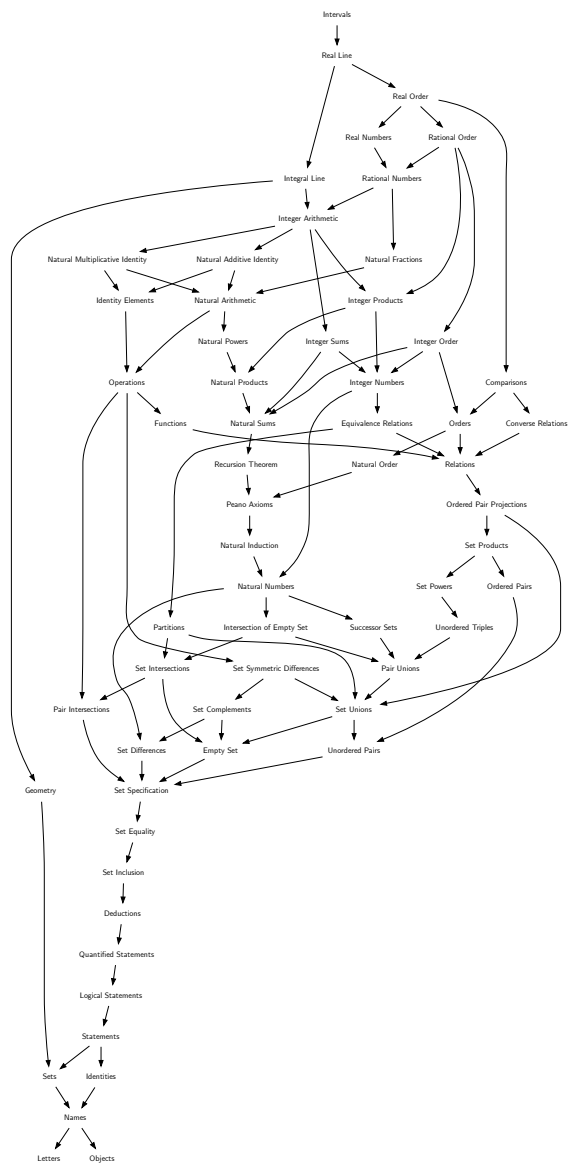 Intervals
Real Line
Real Order
Real Numbers Rational Order
Integral Line Rational Numbers
Integer Arithmetic
Natural Multiplicative Identity Natural Additive Identity Natural Fractions
Identity Elements Natural Arithmetic Integer Products
Natural Powers Integer Sums Integer Order
Operations Natural Products Integer Numbers Comparisons
Functions Natural Sums Equivalence Relations Orders Converse Relations
Recursion Theorem Natural Order Relations
Peano Axioms Ordered Pair Projections
Natural Induction Set Products
Natural Numbers Set Powers Ordered Pairs
Partitions Intersection of Empty Set Successor Sets Unordered Triples
Set Intersections Set Symmetric Differences Pair Unions
Pair Intersections Set Complements Set Unions
Set Differences Empty Set Unordered Pairs
Geometry Set Specification
Set Equality
Set Inclusion
Deductions
Quantified Statements
Logical Statements
Statements
Sets Identities
Names
Letters Objects